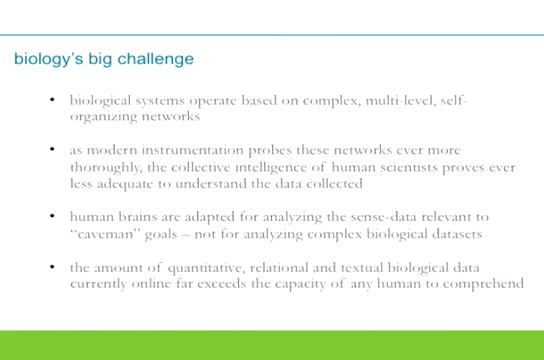 biology's big challenge
• biological systems operate based on complex, multi-level, self-
organizing networks
• as modern instrumentation probes these networks ever more
thoroughly, the collective intelligence of human scientists proves ever
less adequate to understand the data collected
• human brains are adapted for analyzing the sense-data relevant to
“caveman” goals – not for analyzing complex biological datasets
• the amount of quantitative, relational and textual biological data
currently online far exceeds the capacity of any human to comprehend